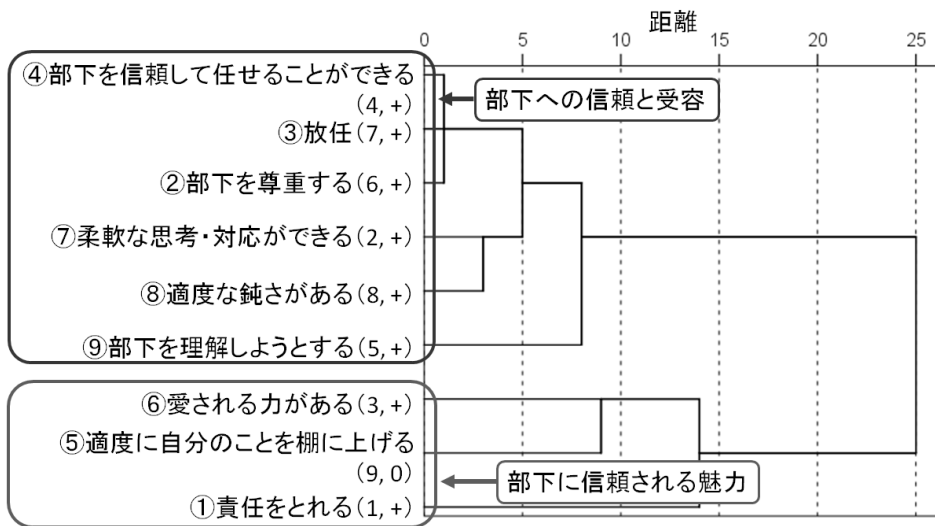 距離
0 5 10 15 20 25
④部下を信頼して任せることができる
(4, +)
部下への信頼と受容
③放任(7, +)
②部下を尊重する(6, +)
⑦柔軟な思考・対応ができる(2, +)
⑧適度な鈍さがある(8, +)
⑨部下を理解しようとする(5, +)
⑥愛される力がある(3, +)
⑤適度に自分のことを棚に上げる
(9, 0)
部下に信頼される魅力
①責任をとれる(1, +)